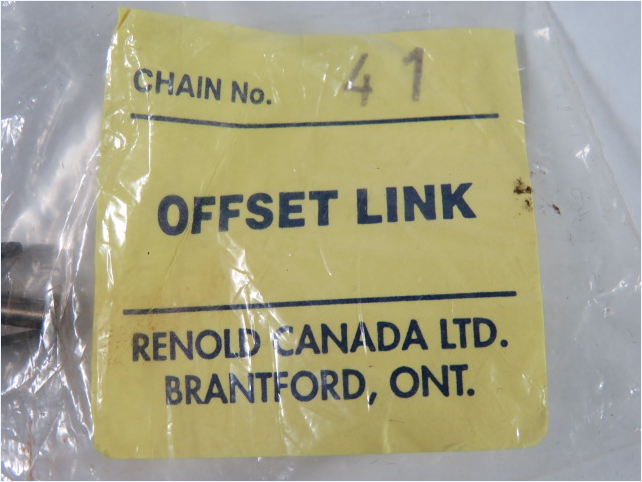 CHAIN No. 41
OFFSET LINK
RENOLD CANADA LTD.
BRANTFORD, ONT.